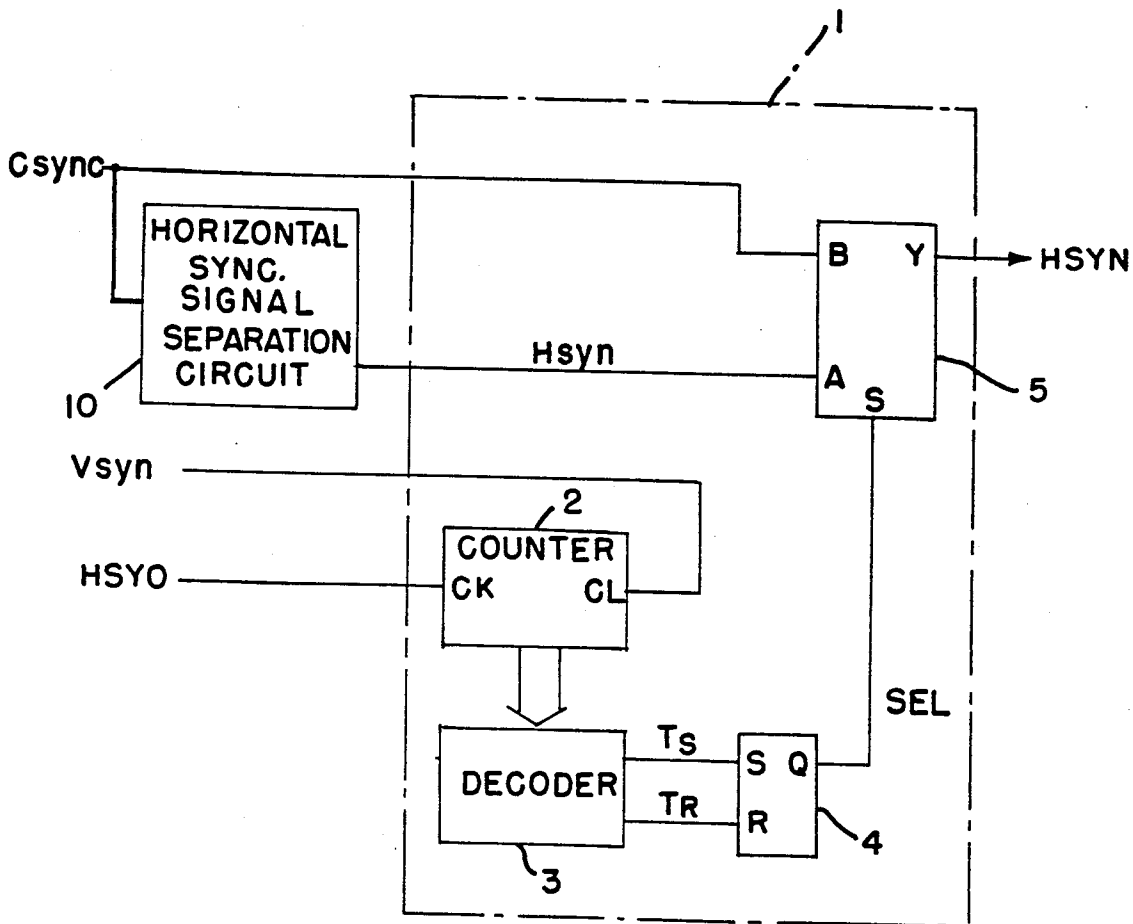 1
Csync
HORIZONTAL
SYNC.
SIGNAL
SEPARATION
CIRCUIT
10
B Y
HSYN
Hsyn
A
S
5
Vsyn
2
COUNTER
HSYO
CK CL
SEL
DECODER
TS
TR
S Q
R
4
3